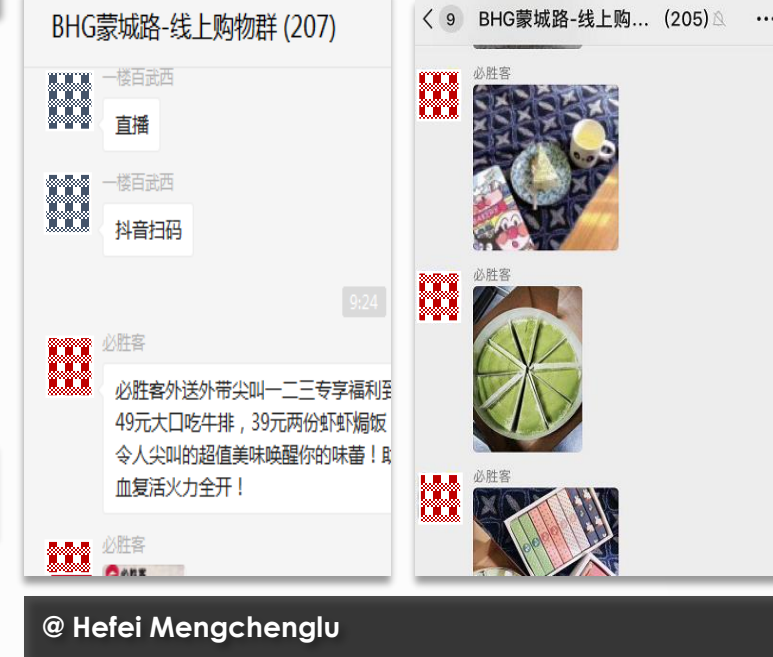 BHG蒙城路-线上购物群 (207)
一楼百武西
直播
一楼百武西
抖音扫码
9:24
必胜客
必胜客外送外带尖叫一二三专享福利到
49元大口吃牛排，39元两份虾虾焗饭
令人尖叫的超值美味唤醒你的味蕾！
血复活火力全开！
必胜客
9
BHG蒙城路-线上购... (205)
必胜客
必胜客
必胜客
@ Hefei Mengchenglu